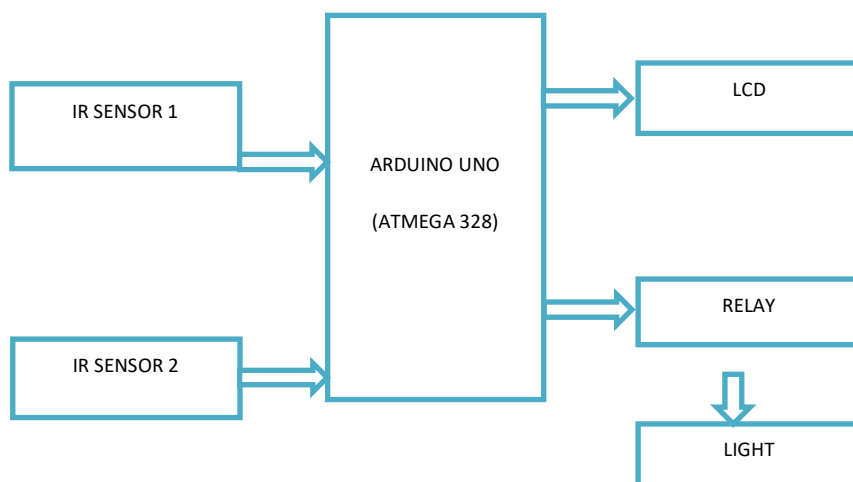 IR SENSOR 1
ARDUINO UNO
(ATMEGA 328)
IR SENSOR 2
LCD
RELAY
LIGHT